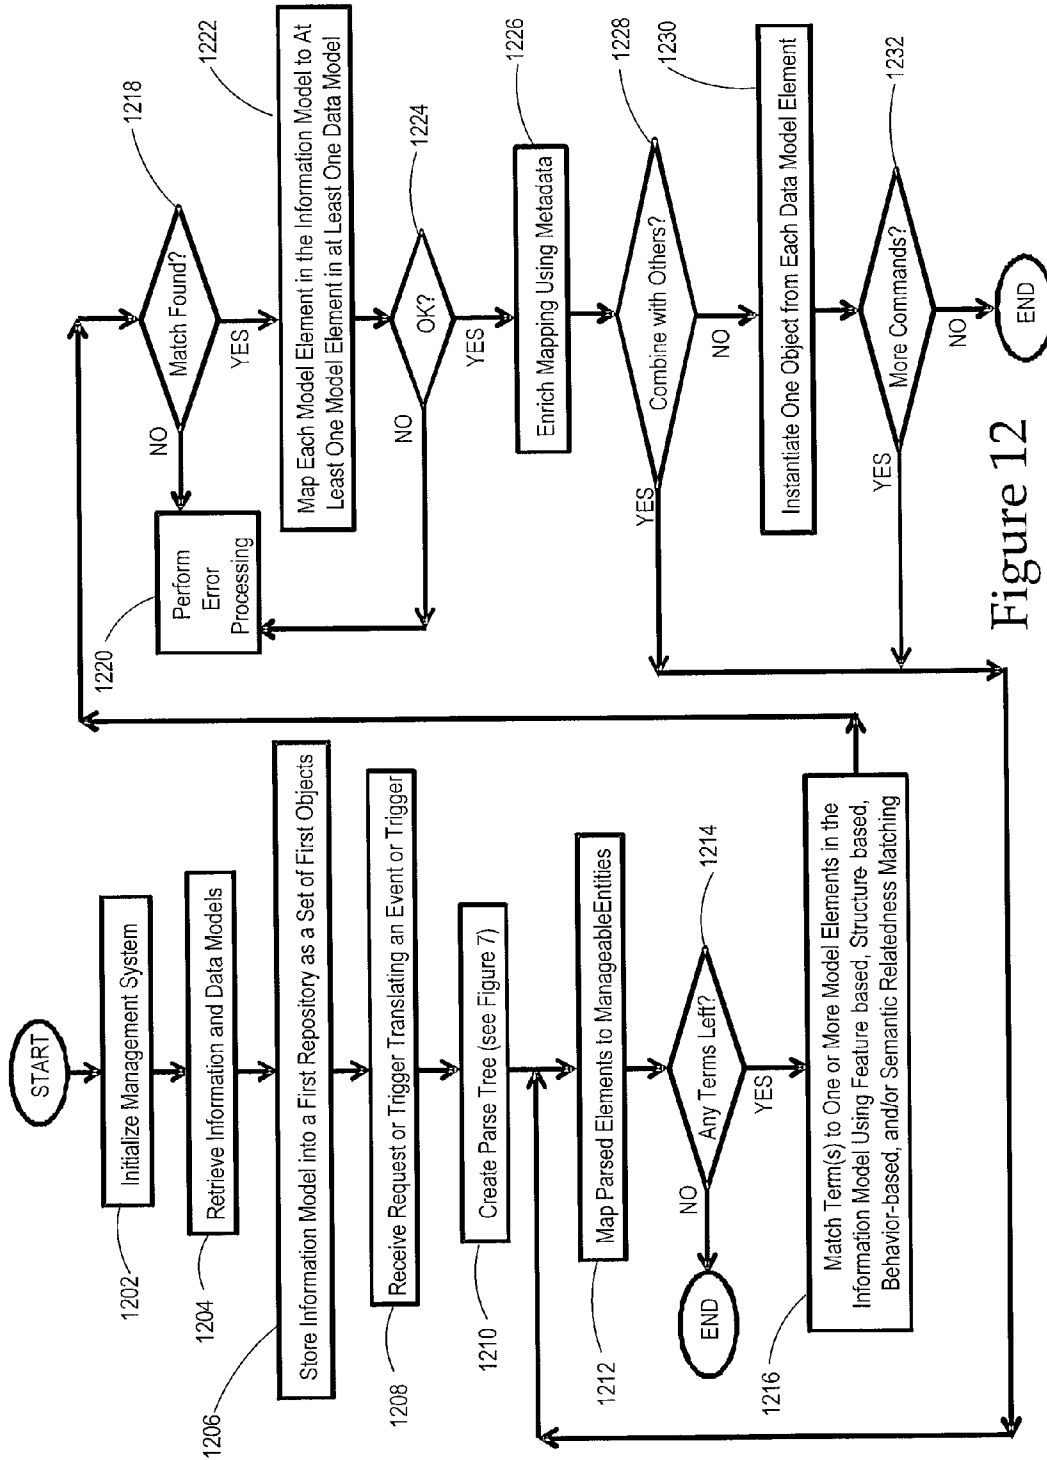 START
Initialize Management System
1202
Retrieve Information and Data Models
1204
Store Information Model into a First Repository as a Set of First Objects
1206
Receive Request or Trigger Translating an Event or Trigger
1208
Create Parse Tree (see Figure 7)
1210
Map Parsed Elements to ManageableEntities
1212
Any Terms Left?
1214
NO
YES
END
Match Term(s) to One or More Model Elements in the
Information Model Using Feature based, Structure based,
Behavior-based, and/or Semantic Relatedness Matching
1216
Match Found?
1218
NO
YES
Perform
Error
Processing
1220
Map Each Model Element in the Information Model to At
Least One Model Element in at Least One Data Model
1222
OK?
1224
NO
YES
Enrich Mapping Using Metadata
1226
Combine with Others?
1228
YES
NO
Instantiate One Object from Each Data Model Element
1230
More Commands?
1232
YES
NO
END
Figure 12